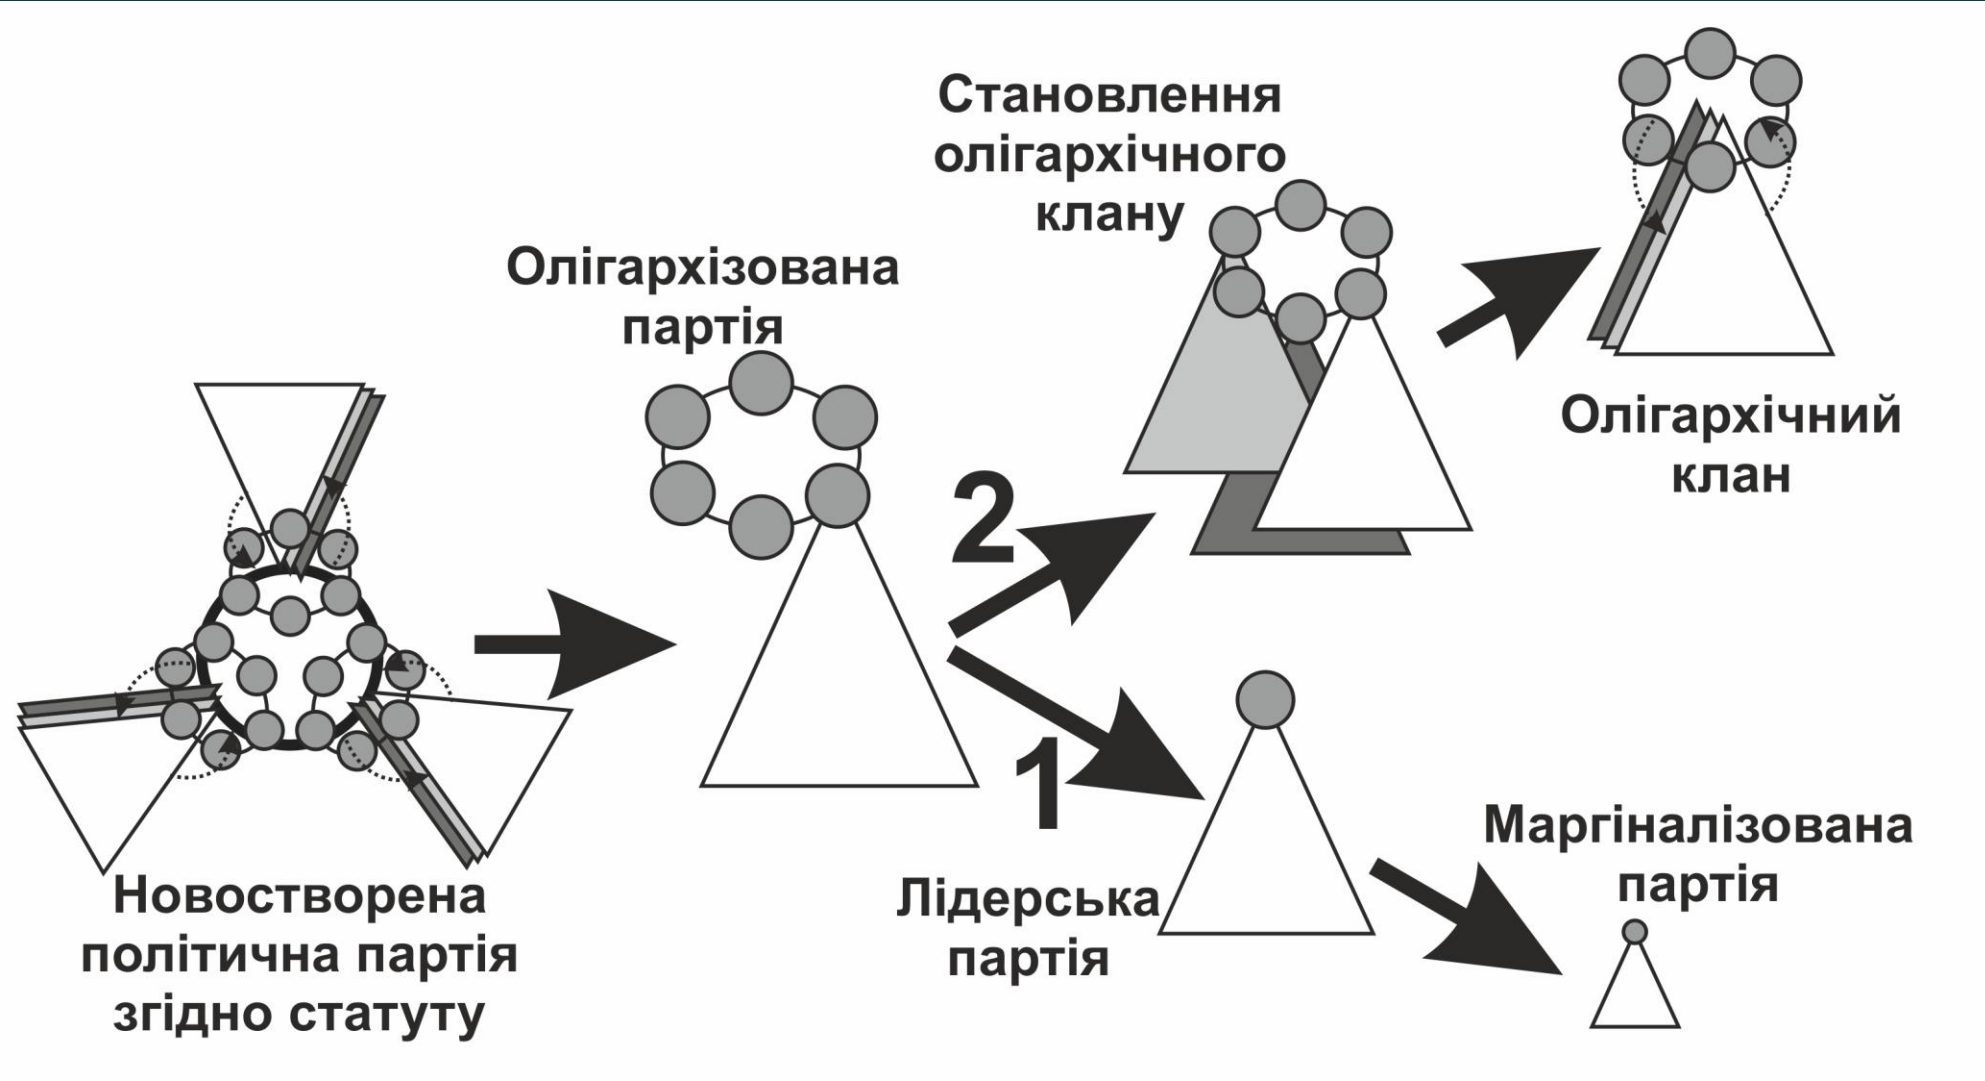 Становлення
олігархічного
клану
Олігархізована
партія
Олігархічний
клан
2
1
Новостворена
політична партія
згідно статуту
Лідерська
партія
Маргіналізована
партія